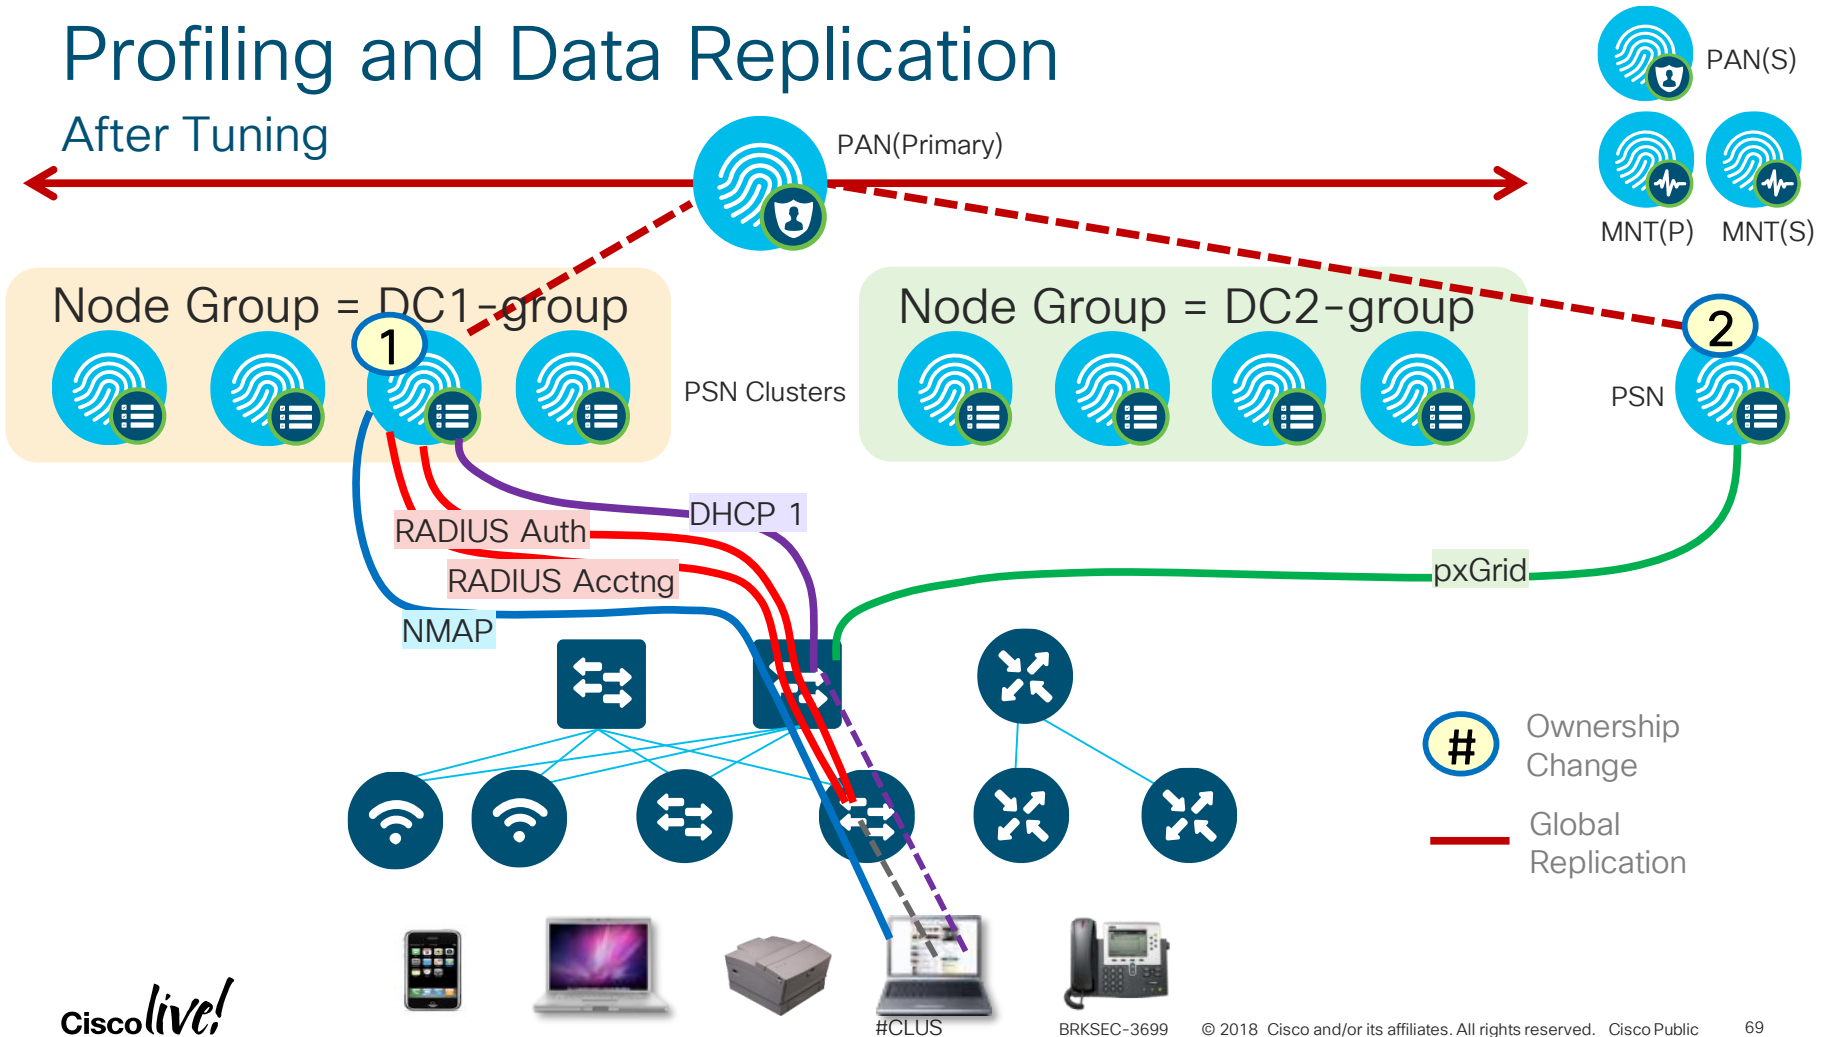 Profiling and Data Replication
After Tuning
PAN(S)
PAN(Primary)
MNT(P)
MNT(S)
Node Group = DC1-group
Node Group = DC2-group
1
2
PSN Clusters
PSN
DHCP 1
RADIUS Auth
RADIUS Acctng
pxGrid
NMAP
#
Ownership
Change
Global
Replication
Cisco live!
#CLUS
BRKSEC-3699
© 2018 Cisco and/or its affiliates. All rights reserved. Cisco Public
69